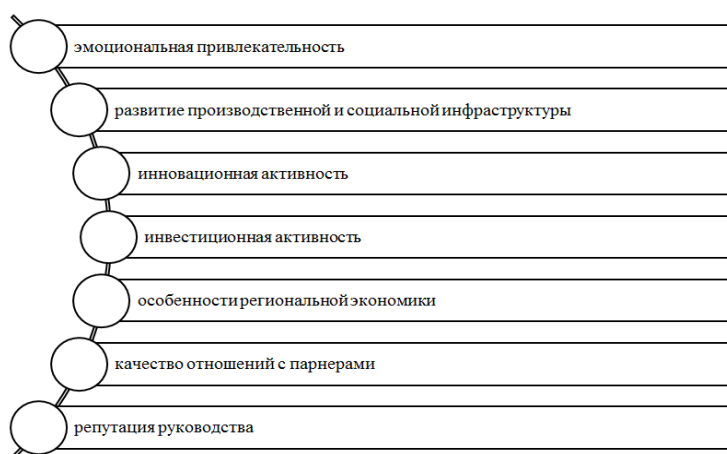 эмоциональная привлекательность
развитие производственной и социальной инфраструктуры
инновационная активность
инвестиционная активность
особенности региональной экономики
качество отношений с парнерами
репутация руководства